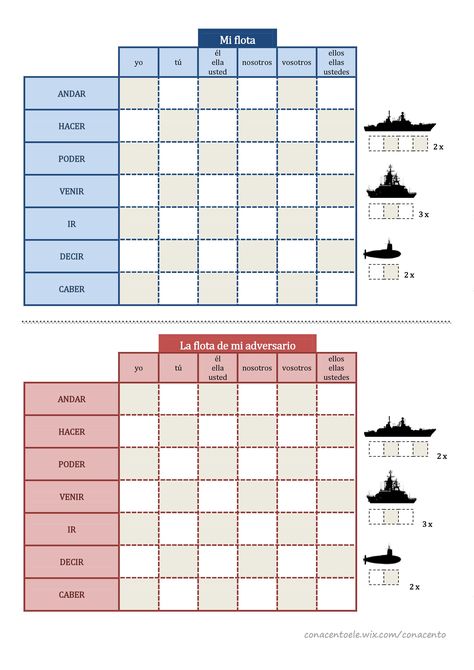 Mi flota
yo tú él ella usted nosotros vosotros ellos ellas ustedes
ANDAR
HACER
2 x
PODER
VENIR
3 x
IR
DECIR
2 x
CABER
La flota de mi adversario
yo tú él ella usted nosotros vosotros ellos ellas ustedes
ANDAR
HACER
2 x
PODER
VENIR
3 x
IR
DECIR
2 x
CABER
conacentoele.wix.com/conacento